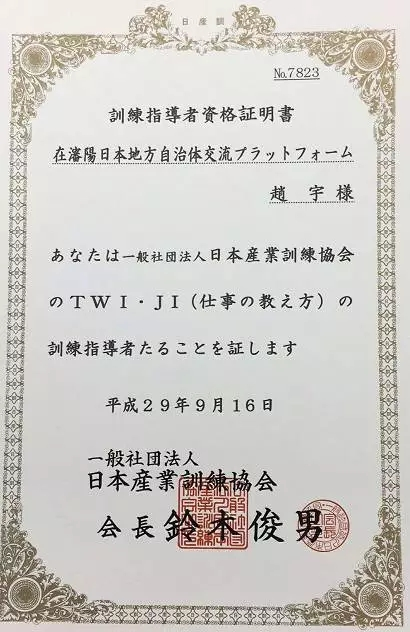 日産訓
No.7823
訓練指導者資格証明書
在瀋陽日本地方自治体交流プラットフォーム
趙 宇 様
あなたは一般社団法人日本産業訓練協会
のTWI・JI(仕事の教え方)の
訓練指導者たることを証します
平成29年9月16日
一般社団法人
日本産業訓練協会
会長 鈴木俊男